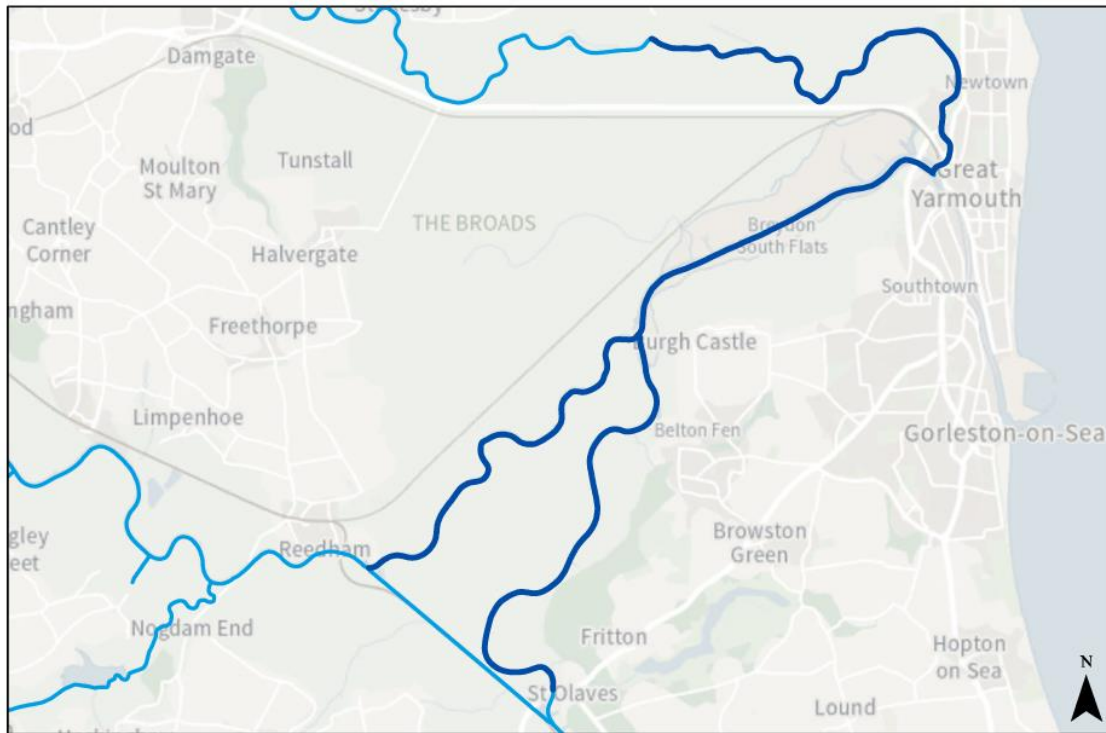 Damgate
Newtown
Moulton
St Mary
Tunstall
Great
Yarmouth
Cantley
Corner
THE BROADS
Breydon
South Flats
Halvergate
Southtown
Freethorpe
Burgh Castle
Limpenhoe
Belton Fen
Gorleston-on-Sea
Browston
Green
Reedham
Nogdam End
Fritton
Hopton
on Sea
N
St Olaves
Lound